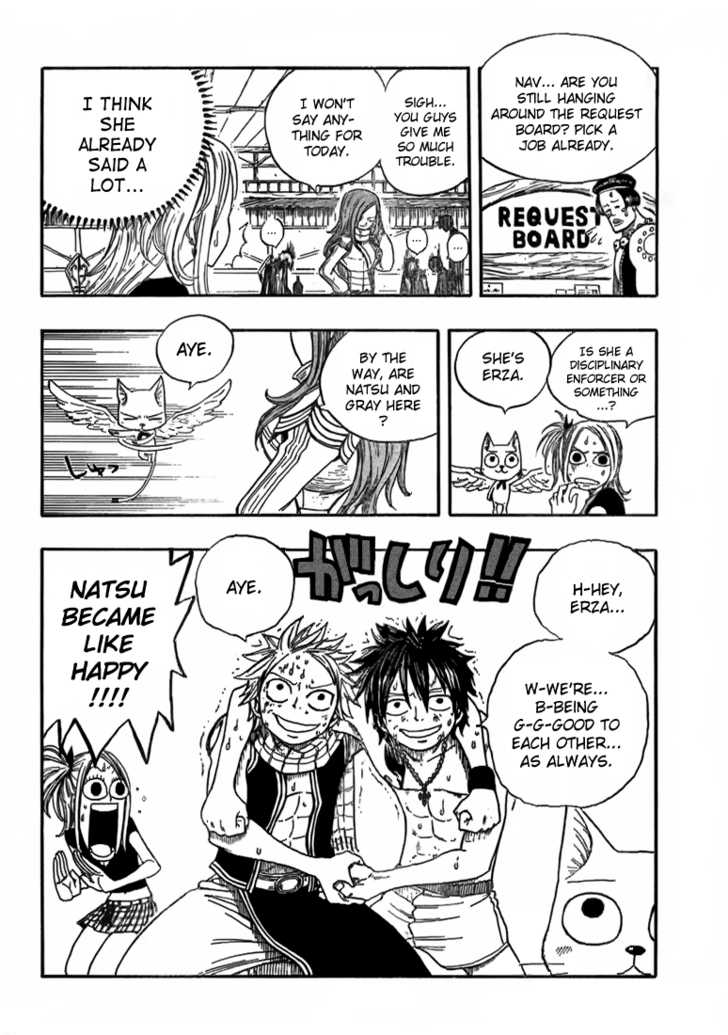 NAV... ARE YOU
STILL HANGING
AROUND THE REQUEST
BOARD? PICK A
JOB ALREADY.
REQUEST
BOARD
SIGH...
YOU GUYS
GIVE ME
SO MUCH
TROUBLE.
I WON'T
SAY ANY-
THING FOR
TODAY.
...
...
...
I THINK
SHE
ALREADY
SAID A
LOT...
IS SHE A
DISCIPLINARY
ENFORCER OR
SOMETHING
...?
SHE'S
ERZA.
BY THE
WAY, ARE
NATSU AND
GRAY HERE
?
AYE.
しゅっ
がっしり!!
H-HEY,
ERZA...
W-WE'RE...
B-BEING
G-G-GOOD TO
EACH OTHER...
AS ALWAYS.
AYE.
NATSU
BECAME
LIKE
HAPPY
!!!!